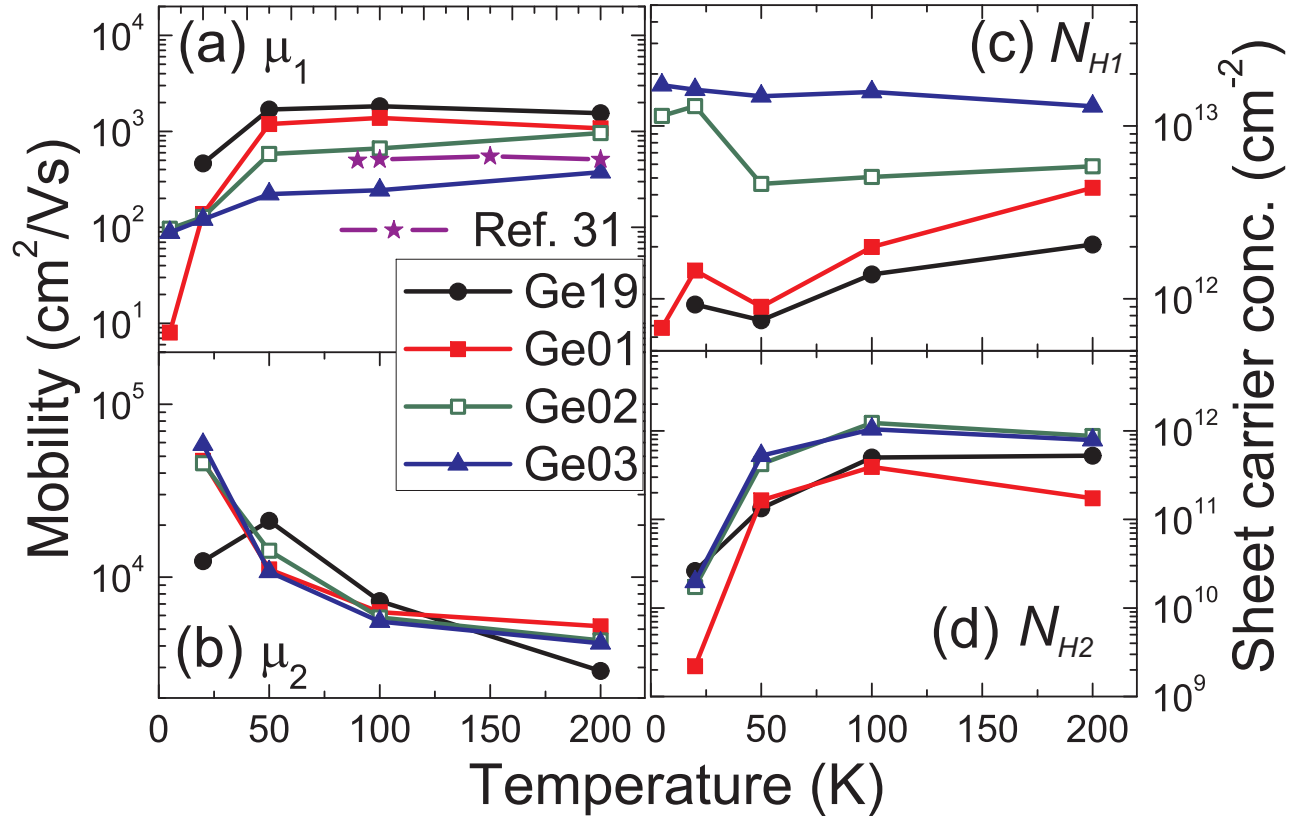 (a) μ1
10^4
10^3
10^2
10^1
Ref. 31
Ge19
Ge01
Ge02
Ge03
(b) μ2
10^5
10^4
0 50 100 150 200
Mobility (cm^2/Vs)
(c) N_H1
10^13
10^12
(d) N_H2
10^12
10^11
10^10
10^9
0 50 100 150 200
Sheet carrier conc. (cm^-2)
Temperature (K)